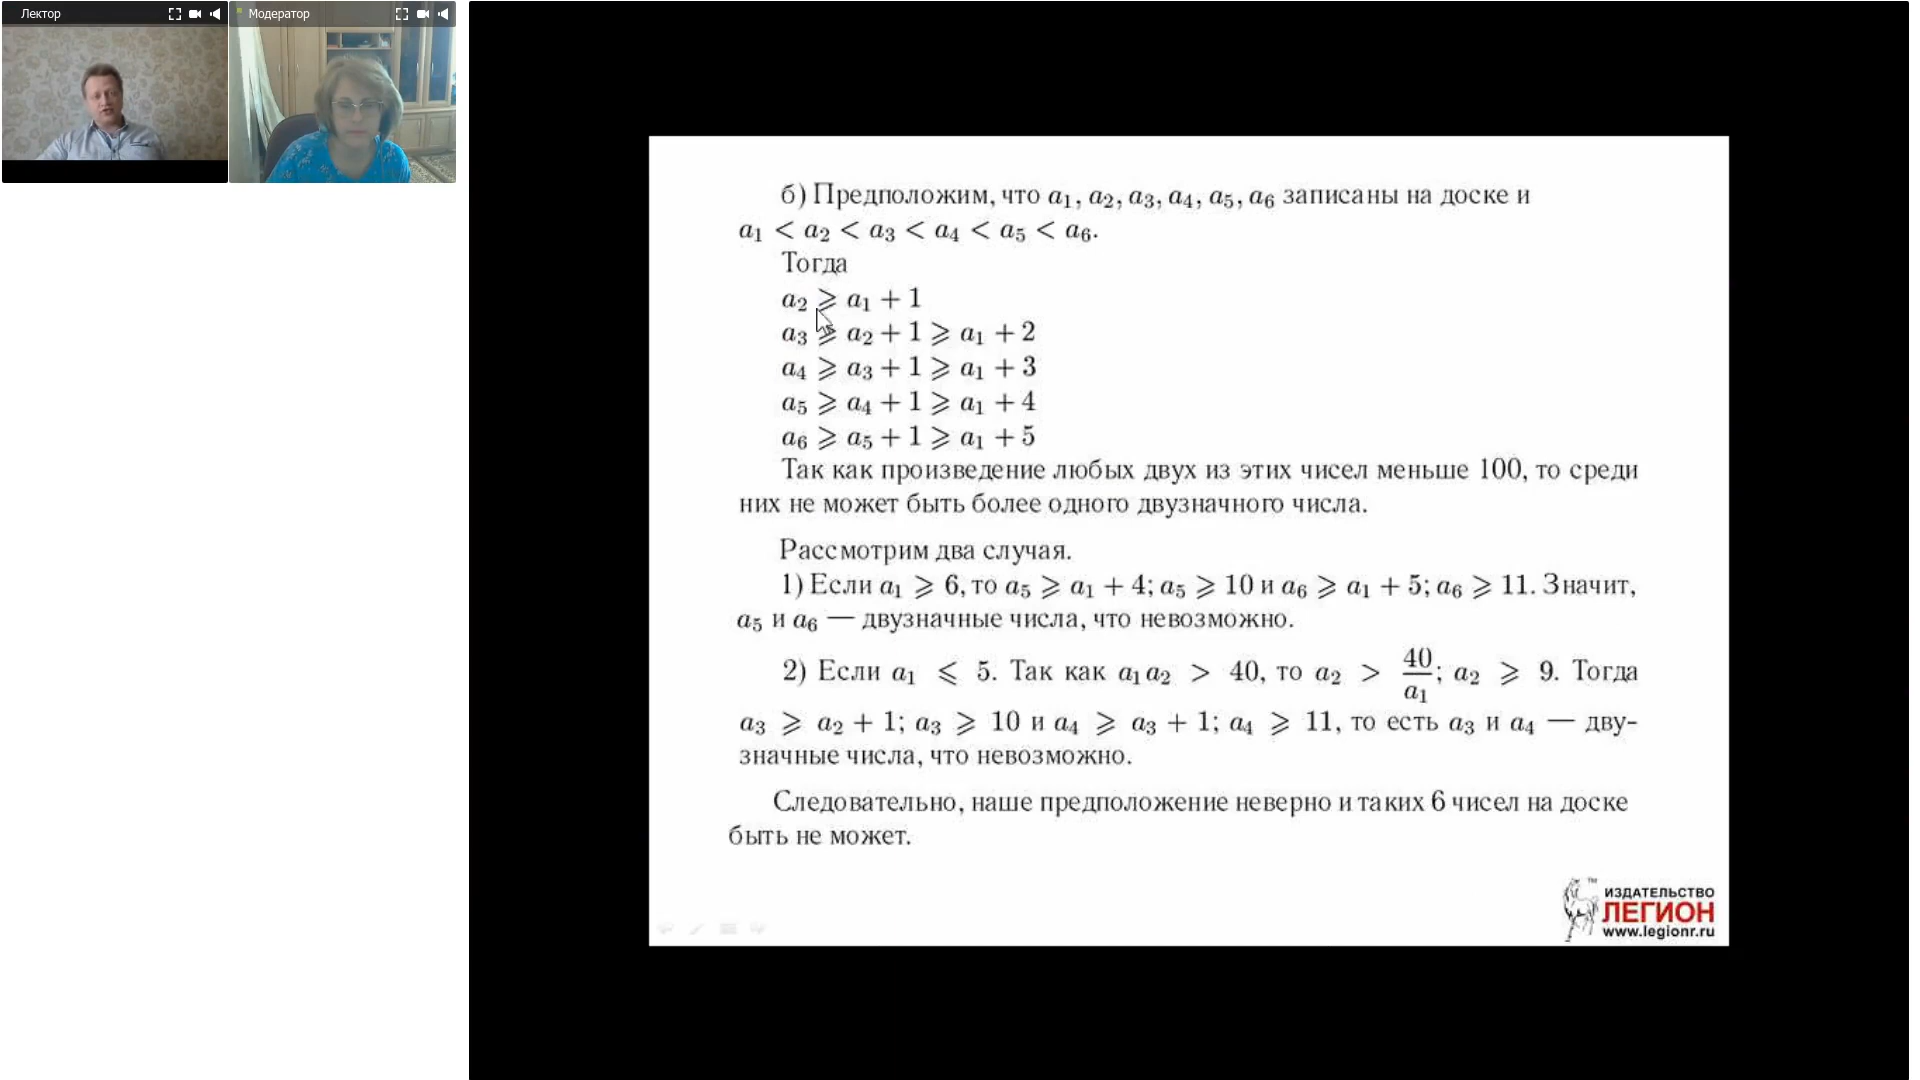 Лектор
Модератор
б) Предположим, что a₁, a₂, a₃, a₄, a₅, a₆ записаны на доске и
a₁ < a₂ < a₃ < a₄ < a₅ < a₆.
Тогда
a₂ ⩾ a₁ + 1
a₃ ⩾ a₂ + 1 ⩾ a₁ + 2
a₄ ⩾ a₃ + 1 ⩾ a₁ + 3
a₅ ⩾ a₄ + 1 ⩾ a₁ + 4
a₆ ⩾ a₅ + 1 ⩾ a₁ + 5
Так как произведение любых двух из этих чисел меньше 100, то среди
них не может быть более одного двузначного числа.
Рассмотрим два случая.
1) Если a₁ ⩾ 6, то a₅ ⩾ a₁ + 4; a₅ ⩾ 10 и a₆ ⩾ a₁ + 5; a₆ ⩾ 11. Значит,
a₅ и a₆ — двузначные числа, что невозможно.
2) Если a₁ ⩽ 5. Так как a₁a₂ > 40, то a₂ > 40/a₁; a₂ ⩾ 9. Тогда
a₃ ⩾ a₂ + 1; a₃ ⩾ 10 и a₄ ⩾ a₃ + 1; a₄ ⩾ 11, то есть a₃ и a₄ — дву-
значные числа, что невозможно.
Следовательно, наше предположение неверно и таких 6 чисел на доске
быть не может.
TM
ИЗДАТЕЛЬСТВО
ЛЕГИОН
www.legionr.ru